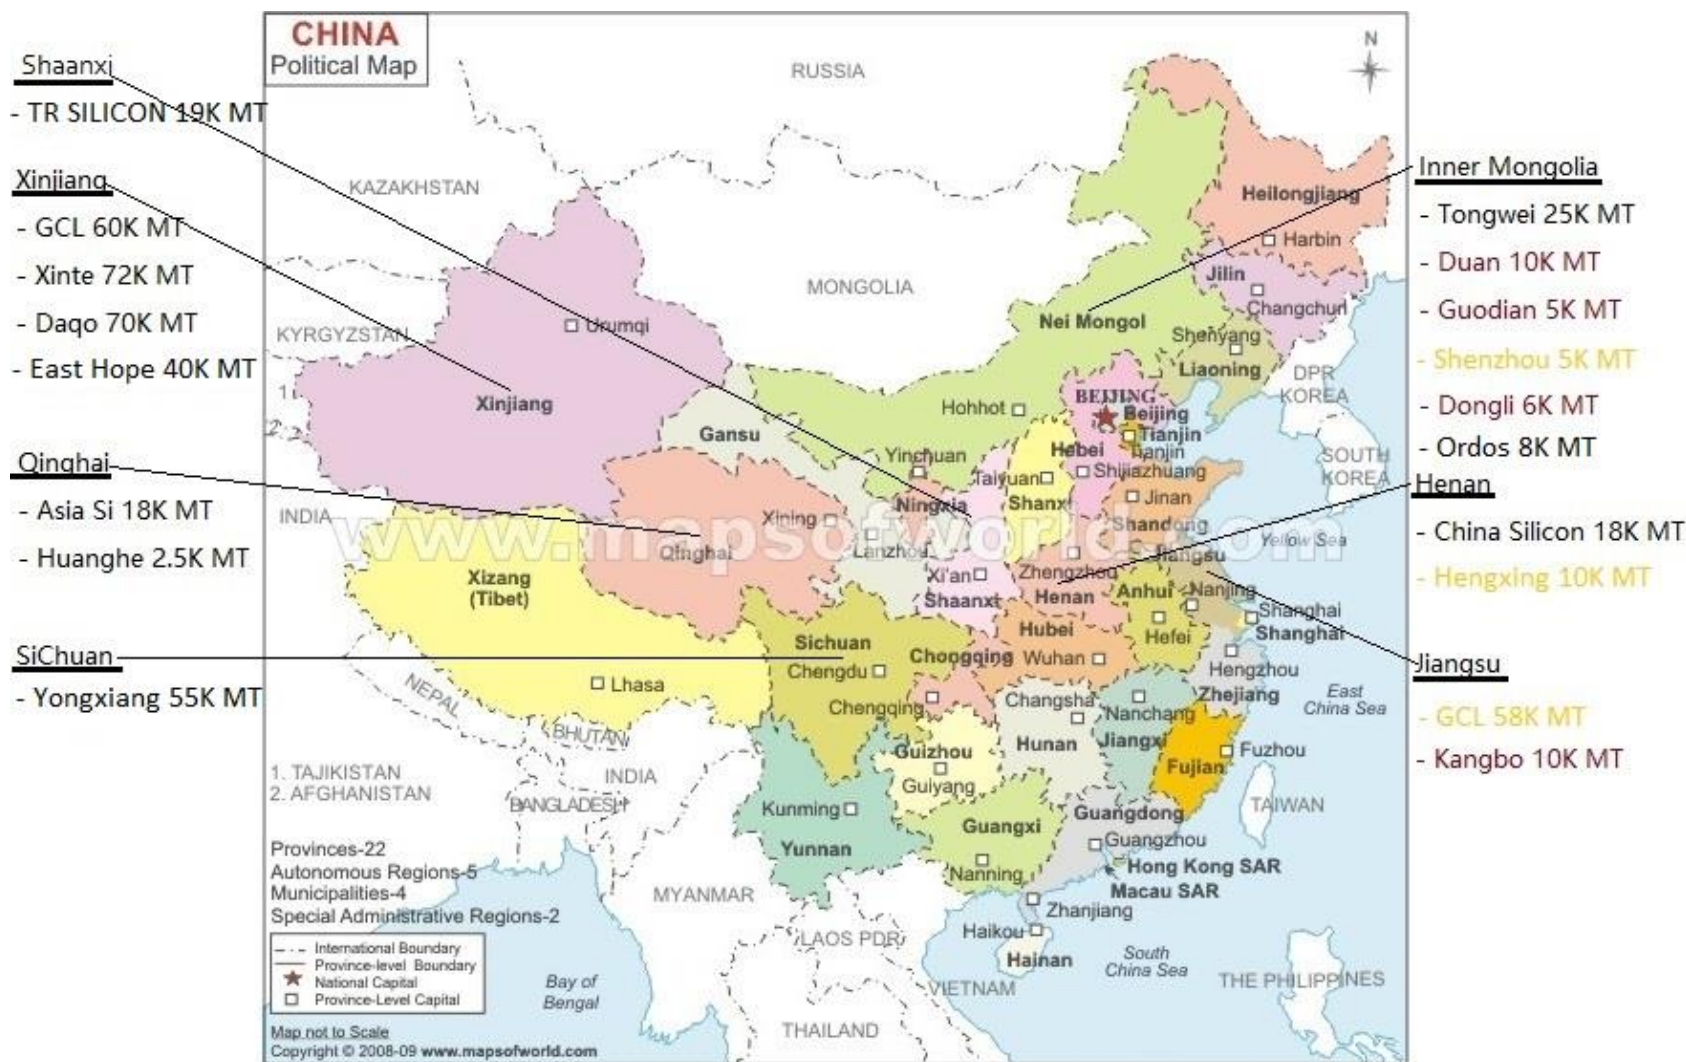 CHINA
Political Map
Shaanxi
- TR SILICON 19K MT
Xinjiang
- GCL 60K MT
- Xinte 72K MT
- Daqo 70K MT
- East Hope 40K MT
Qinghai
- Asia Si 18K MT
- Huanghe 2.5K MT
SiChuan
- Yongxiang 55K MT
Inner Mongolia
- Tongwei 25K MT
- Duan 10K MT
- Guodian 5K MT
- Shenzhou 5K MT
- Dongli 6K MT
- Ordos 8K MT
Henan
- China Silicon 18K MT
- Hengxing 10K MT
Jiangsu
- GCL 58K MT
- Kangbo 10K MT
N
RUSSIA
KAZAKHSTAN
MONGOLIA
KYRGYZSTAN
1
2
Heilongjiang
Harbin
Jilin
Changchun
Nei Mongol
Shenyang
Liaoning
DPR
KOREA
SOUTH
KOREA
Urumqi
Xinjiang
Gansu
Hohhot
BEIJING
Beijing
Tianjin
Tianjin
Hebei
Shijiazhuang
Yinchuan
Ningxia
Taiyuan
Shanxi
Jinan
Shandong
Yellow Sea
INDIA
Xining
Qinghai
Lanzhou
www.mapsofworld.com
Xizang
(Tibet)
Lhasa
Xi'an
Shaanxi
Zhengzhou
Henan
Jiangsu
Anhui
Nanjing
Hefei
Shanghai
Shanghai
Sichuan
Chengdu
Chongqing
Chengqing
Hubei
Wuhan
Hengzhou
Zhejiang
East
China Sea
NEPAL
BHUTAN
INDIA
BANGLADESH
Changsha
Hunan
Nanchang
Jiangxi
Fuzhou
Fujian
TAIWAN
Guizhou
Guiyang
Kunming
Yunnan
Guangxi
Nanning
Guangdong
Guangzhou
Hong Kong SAR
Macau SAR
Zhanjiang
Haikou
Hainan
South
China Sea
MYANMAR
LAOS PDR
VIETNAM
THAILAND
THE PHILIPPINES
Bay of
Bengal
1. TAJIKISTAN
2. AFGHANISTAN
Provinces-22
Autonomous Regions-5
Municipalities-4
Special Administrative Regions-2
International Boundary
Province-level Boundary
National Capital
Province-Level Capital
Map not to Scale
Copyright © 2008-09 www.mapsofworld.com